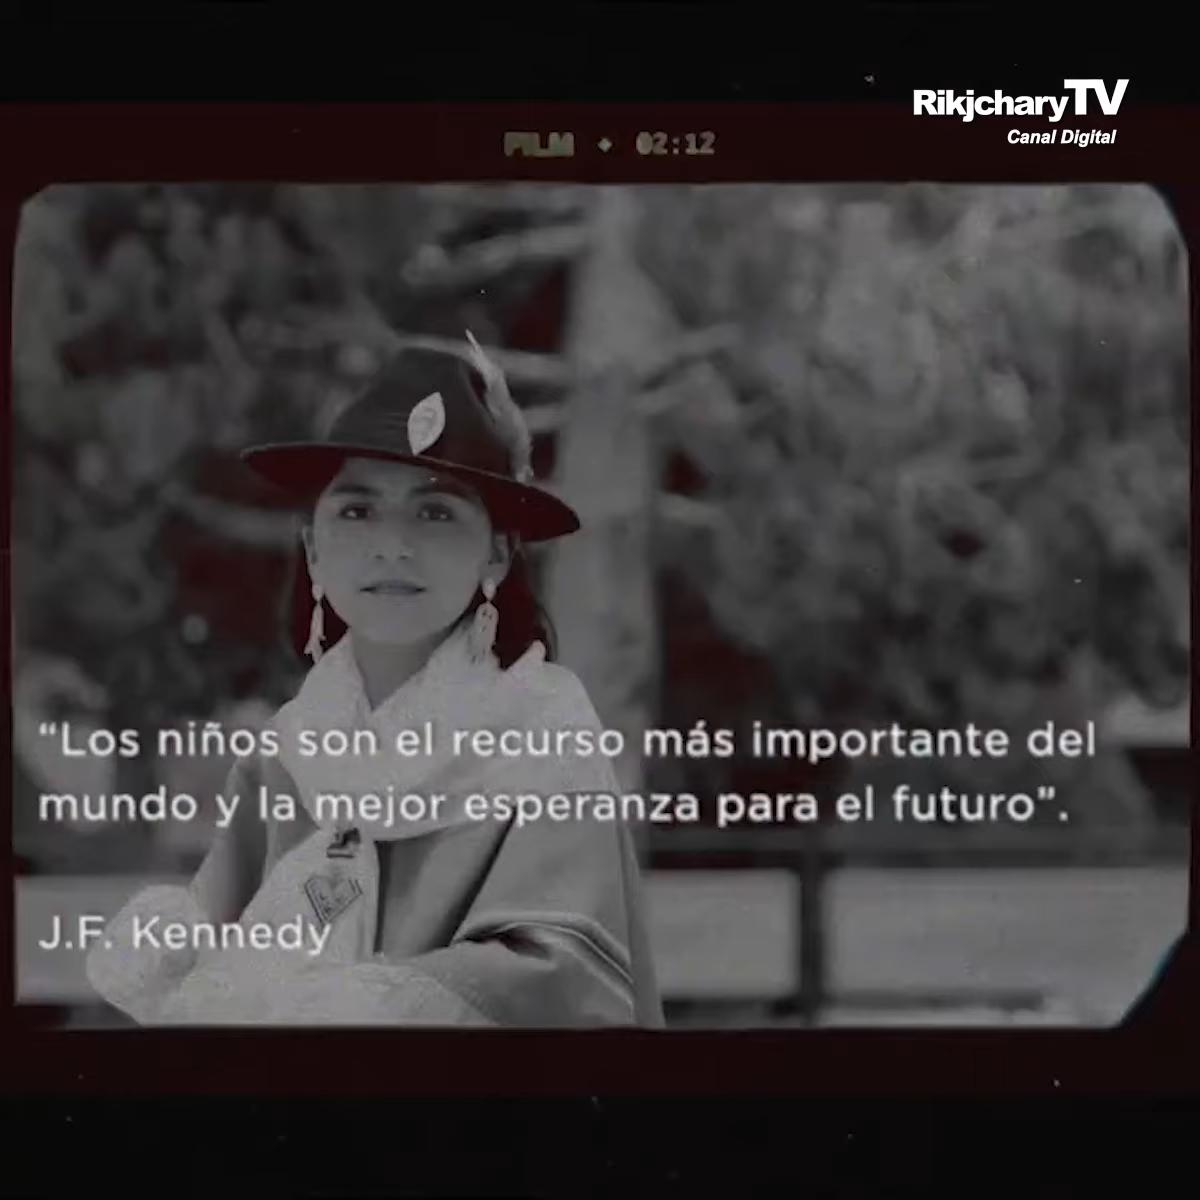 RikjcharyTV
Canal Digital
FILM 02:12
“Los niños son el recurso más importante del
mundo y la mejor esperanza para el futuro”.
J.F. Kennedy